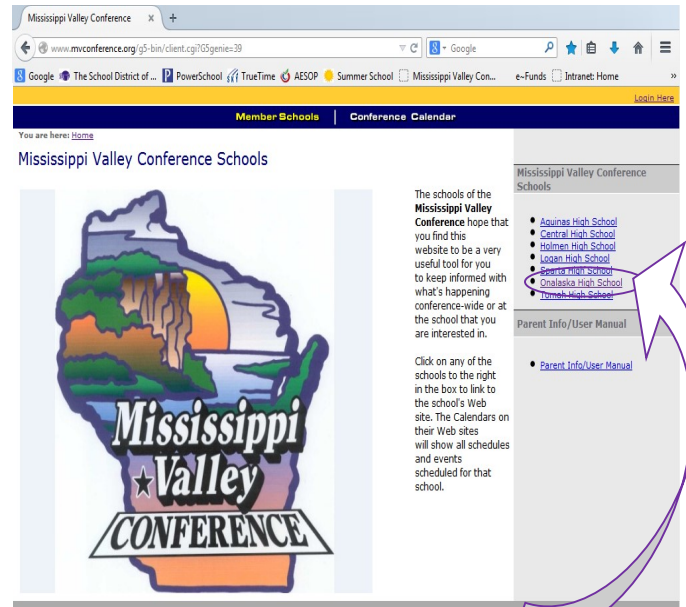 Mississippi Valley Conference x +
www.mvconference.org/g5-bin/client.cgi?G5genie=39 8 Google
8 Google The School District of ... P PowerSchool TrueTime AESOP Summer School Mississippi Valley Con... e~Funds Intranet: Home »
Login Here
Member Schools | Conference Calendar
You are here: Home
Mississippi Valley Conference Schools
The schools of the
Mississippi Valley
Conference hope that
you find this
website to be a very
useful tool for you
to keep informed with
what's happening
conference-wide or at
the school that you
are interested in.
Click on any of the
schools to the right
in the box to link to
the school's Web
site. The Calendars on
their Web sites
will show all schedules
and events
scheduled for that
school.
Mississippi
Valley
CONFERENCE
Mississippi Valley Conference
Schools
Aquinas High School
Central High School
Holmen High School
Logan High School
Sparta High School
Onalaska High School
Tomah High School
Parent Info/User Manual
Parent Info/User Manual